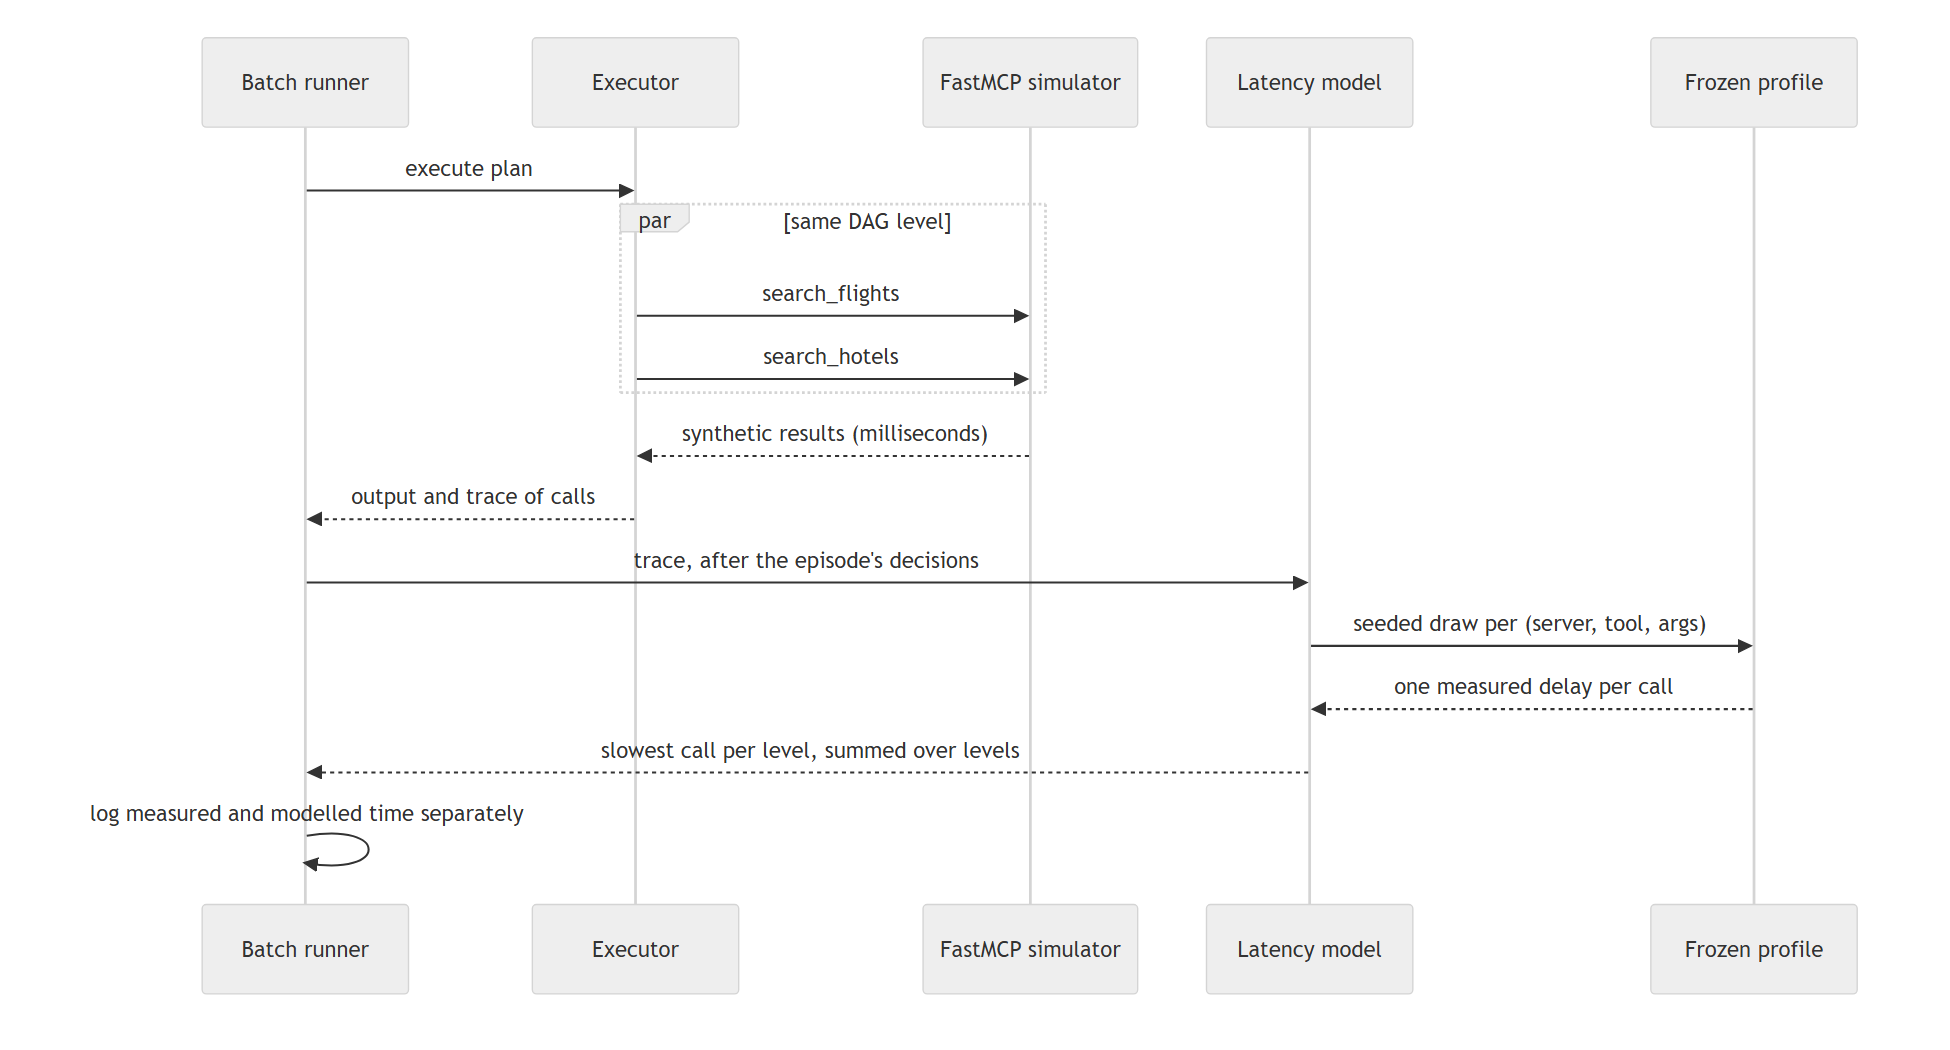 Batch runner
Executor
FastMCP simulator
Latency model
Frozen profile
execute plan
par
[same DAG level]
search_flights
search_hotels
synthetic results (milliseconds)
output and trace of calls
trace, after the episode's decisions
seeded draw per (server, tool, args)
one measured delay per call
slowest call per level, summed over levels
log measured and modelled time separately
Batch runner
Executor
FastMCP simulator
Latency model
Frozen profile